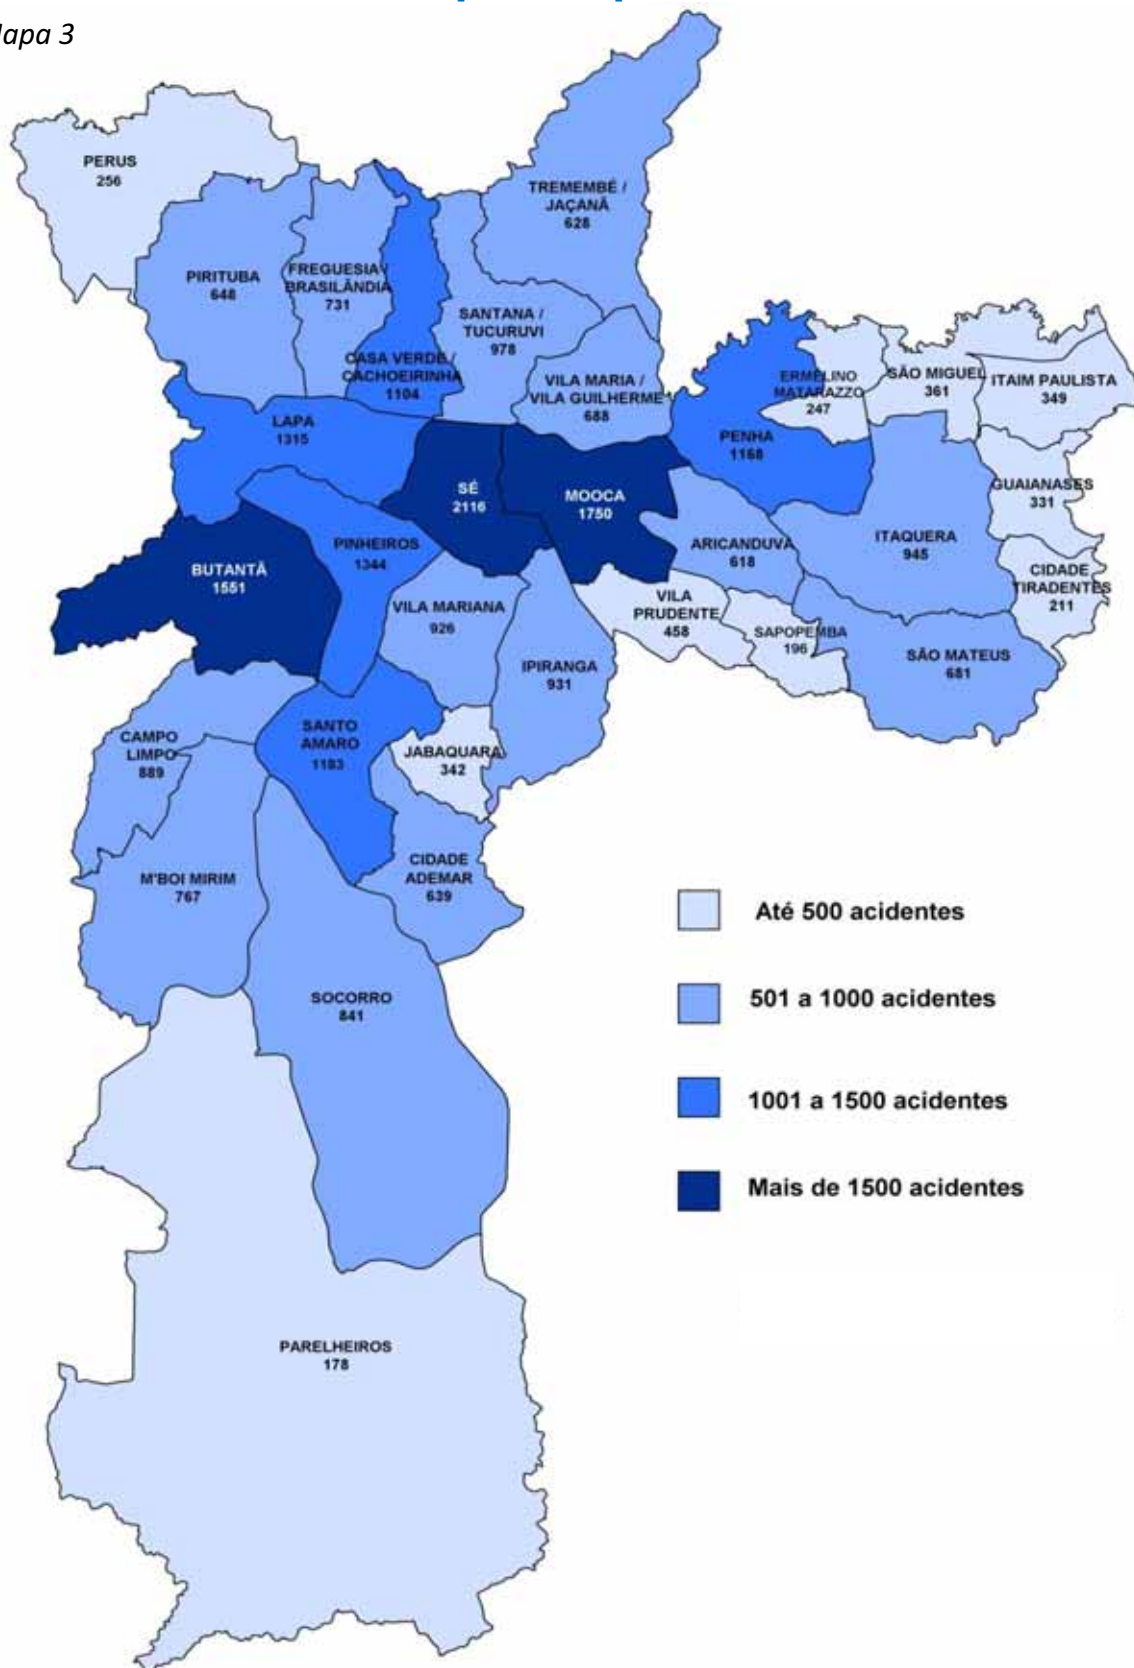 apa 3
PERUS
256
TREMEMBÉ /
JAÇANÃ
628
PIRITUBA
648
FREGUESIA /
BRASILÂNDIA
731
SANTANA /
TUCURUVI
978
CASA VERDE /
CACHOEIRINHA
1104
VILA MARIA /
VILA GUILHERME
688
ERMELINO
MATARAZZO
247
SÃO MIGUEL
361
ITAIM PAULISTA
349
LAPA
1315
PENHA
1168
SÉ
2116
MOOCA
1750
GUAIANASES
331
PINHEIROS
1344
ARICANDUVA
618
ITAQUERA
945
BUTANTÃ
1551
CIDADE
TIRADENTES
211
VILA MARIANA
926
VILA
PRUDENTE
458
SAPOPEMBA
196
SÃO MATEUS
681
IPIRANGA
931
CAMPO
LIMPO
889
SANTO
AMARO
1183
JABAQUARA
342
M'BOI MIRIM
767
CIDADE
ADEMAR
639
SOCORRO
841
PARELHEIROS
178
Até 500 acidentes
501 a 1000 acidentes
1001 a 1500 acidentes
Mais de 1500 acidentes